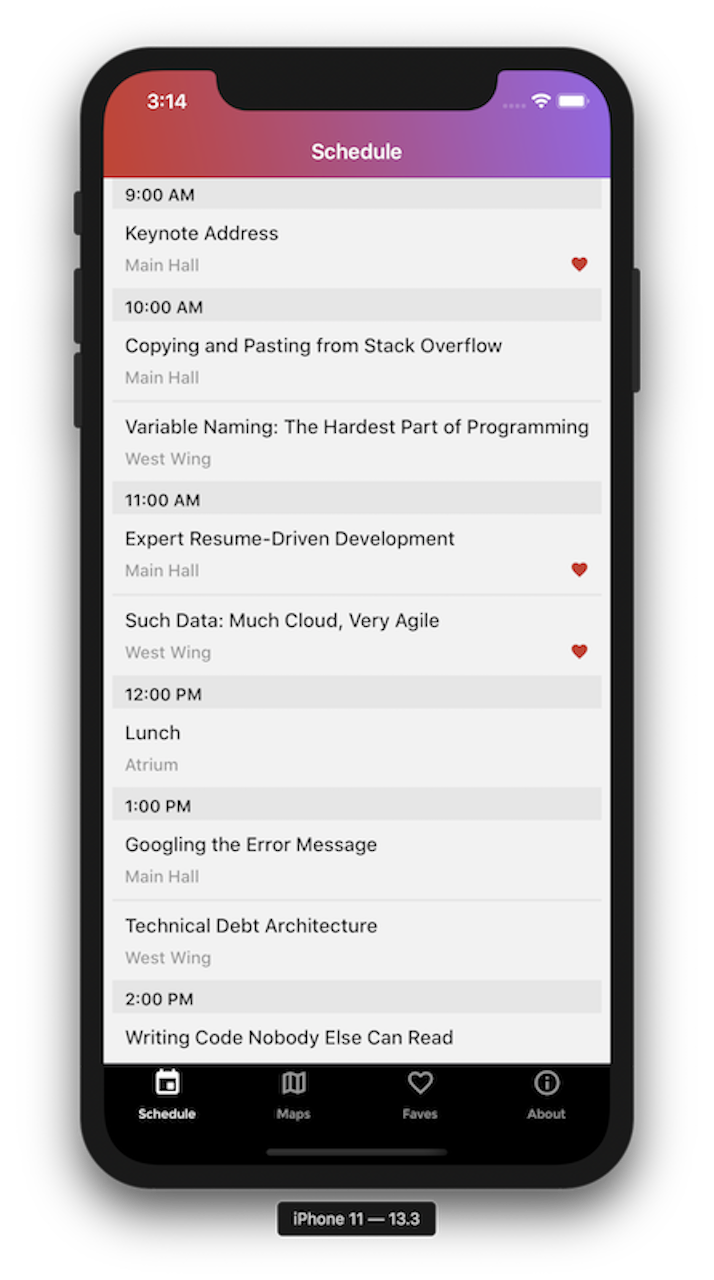 3:14
Schedule
9:00 AM
Keynote Address
Main Hall
10:00 AM
Copying and Pasting from Stack Overflow
Main Hall
Variable Naming: The Hardest Part of Programming
West Wing
11:00 AM
Expert Resume-Driven Development
Main Hall
Such Data: Much Cloud, Very Agile
West Wing
12:00 PM
Lunch
Atrium
1:00 PM
Googling the Error Message
Main Hall
Technical Debt Architecture
West Wing
2:00 PM
Writing Code Nobody Else Can Read
Schedule Maps Faves About
iPhone 11 — 13.3